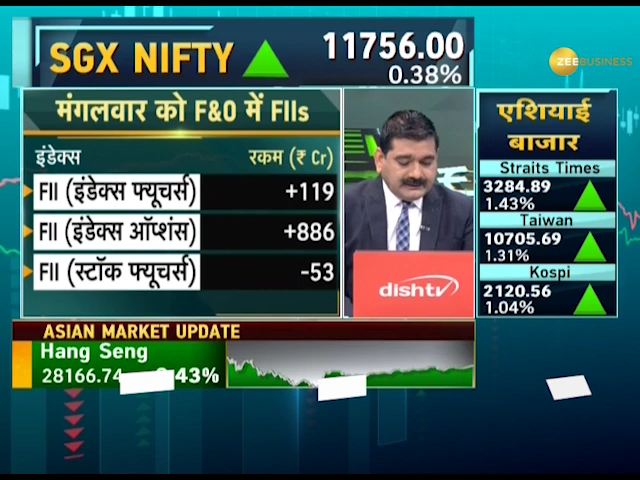 SGX NIFTY
11756.00
0.38%
ZEE BUSINESS
मंगलवार को F&O में FIIs
इंडेक्स रकम (₹ Cr)
FII (इंडेक्स फ्यूचर्स) +119
FII (इंडेक्स ऑप्शंस) +886
FII (स्टॉक फ्यूचर्स) -53
dishtv
एशियाई
बाजार
Straits Times
3284.89
1.43%
Taiwan
10705.69
1.31%
Kospi
2120.56
1.04%
ASIAN MARKET UPDATE
Hang Seng
28166.74